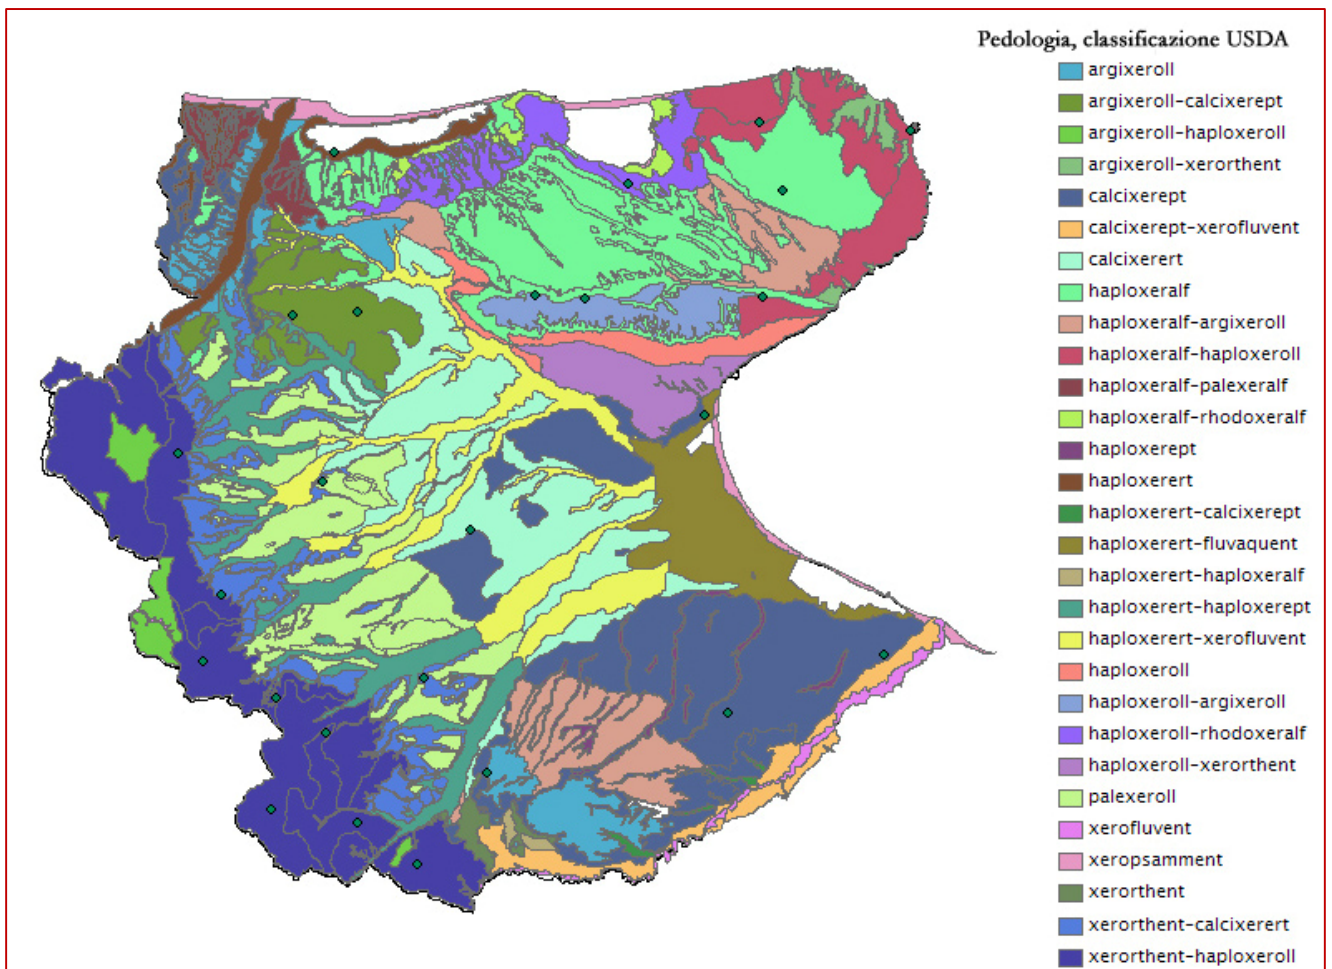 Pedologia, classificazione USDA
argixeroll
argixeroll-calcixerept
argixeroll-haploxeroll
argixeroll-xerorthent
calcixerept
calcixerept-xerofluvent
calcixerert
haploxeralf
haploxeralf-argixeroll
haploxeralf-haploxeroll
haploxeralf-palexeralf
haploxeralf-rhodoxeralf
haploxerept
haploxerert
haploxerert-calcixerept
haploxerert-fluvaquent
haploxerert-haploxeralf
haploxerert-haploxerept
haploxerert-xerofluvent
haploxeroll
haploxeroll-argixeroll
haploxeroll-rhodoxeralf
haploxeroll-xerorthent
palexeroll
xerofluvent
xeropsamment
xerorthent
xerorthent-calcixerert
xerorthent-haploxeroll